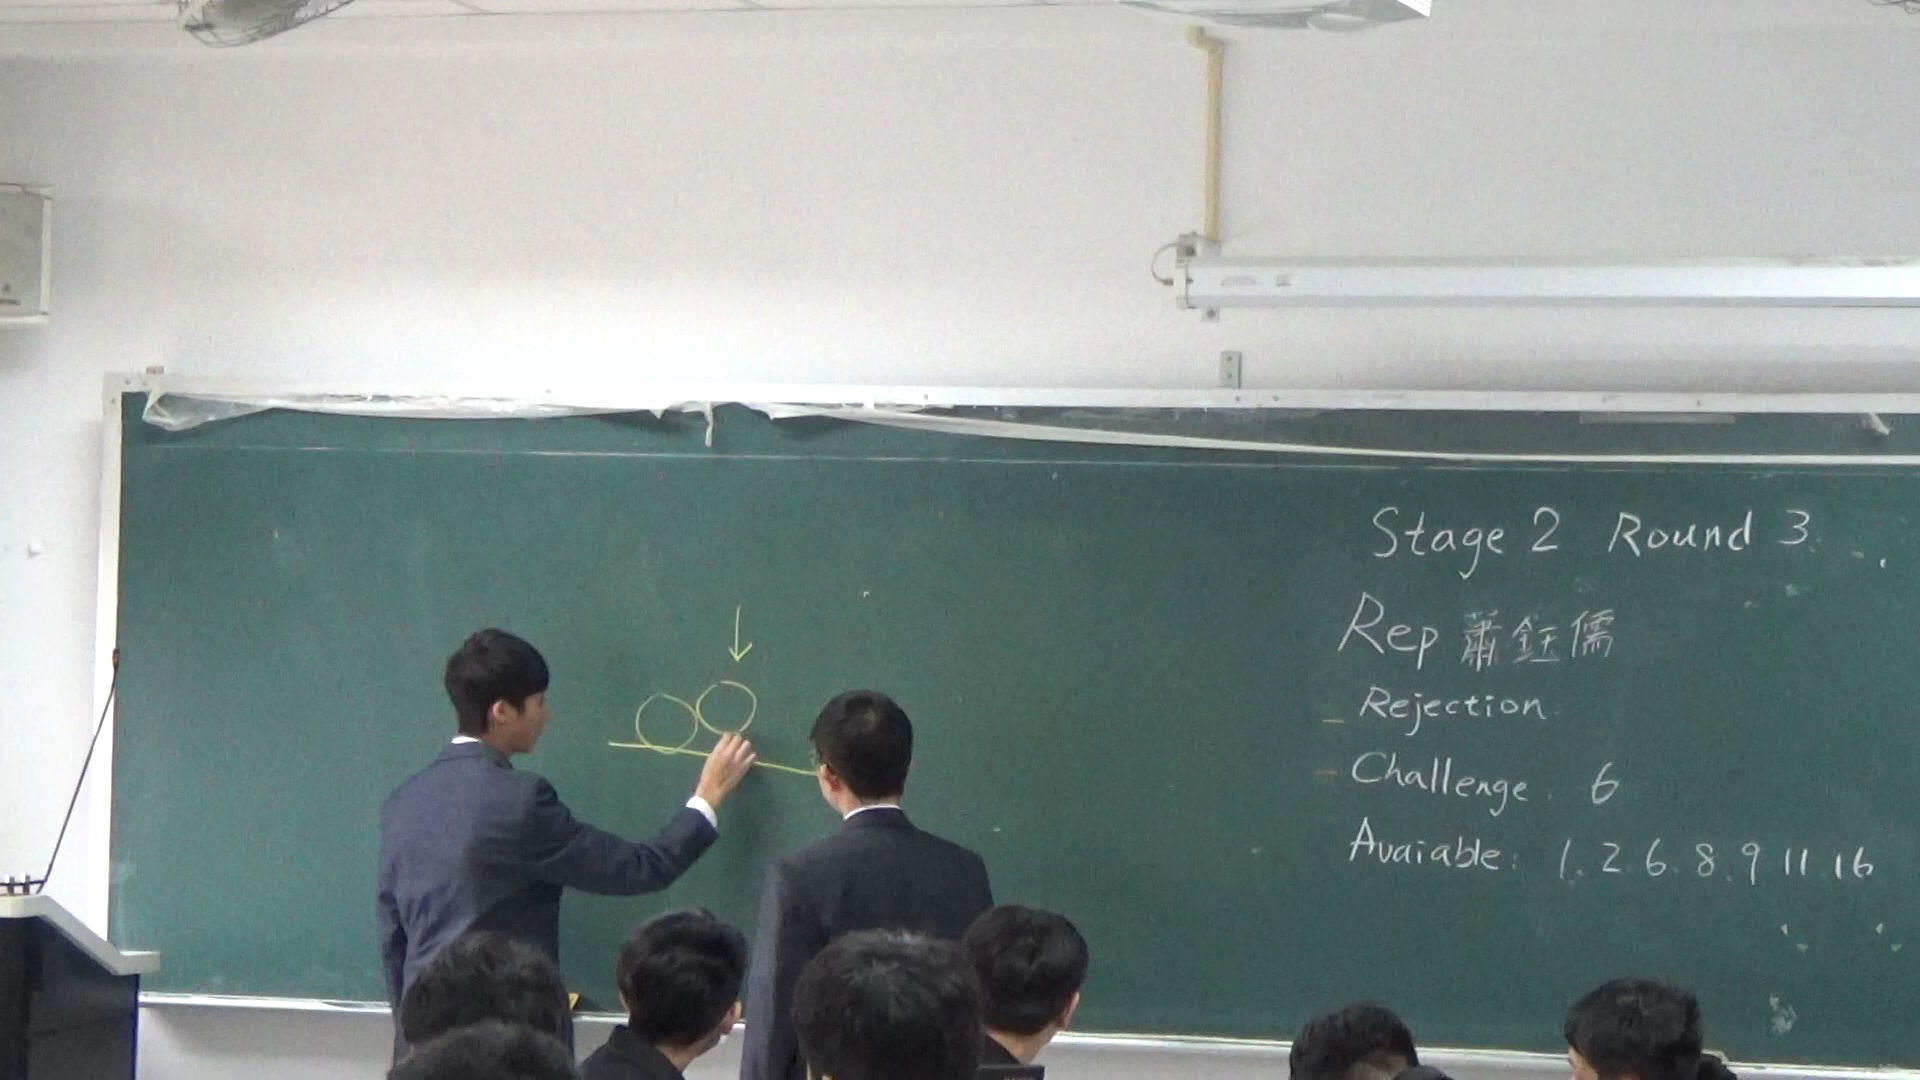 Stage 2 Round 3
Rep 蕭鈺儒
- Rejection
- Challenge 6
Avaiable: 1. 2 6. 8. 9 11 16